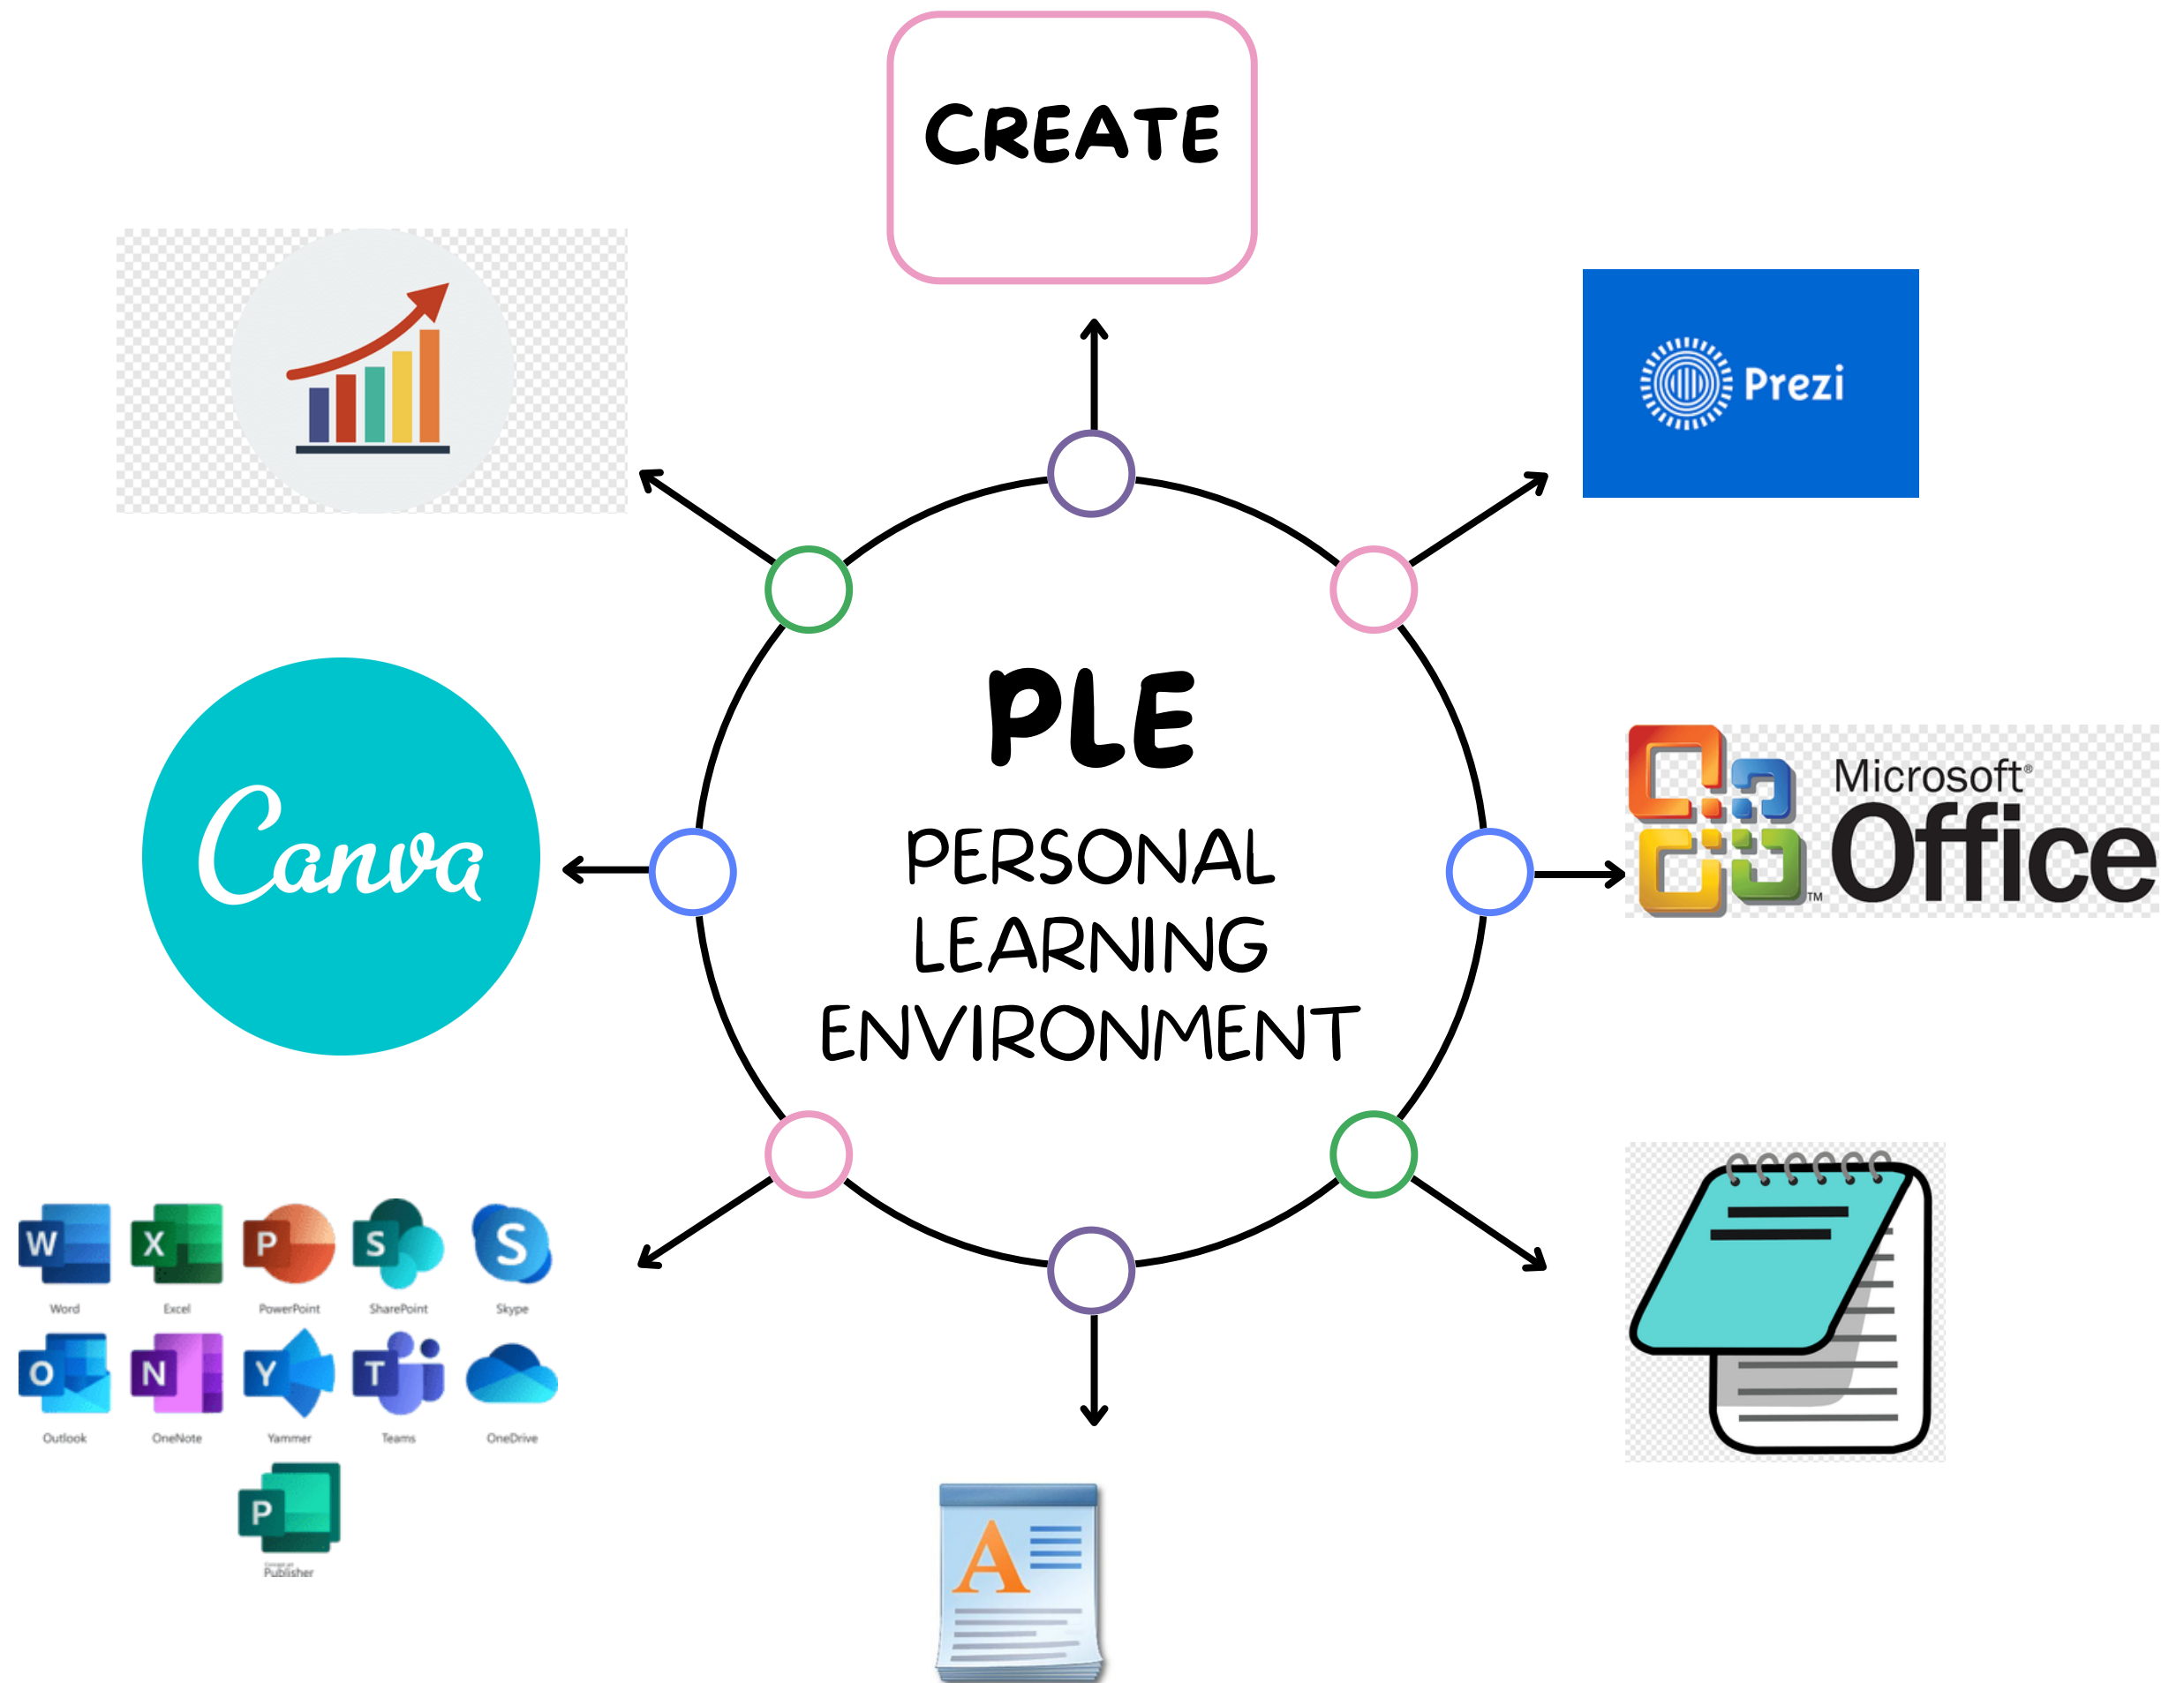 CREATE
Prezi
PLE
PERSONAL
LEARNING
ENVIRONMENT
Canva
Microsoft®
Office
TM
W X P S S
Word Excel PowerPoint SharePoint Skype
O N Y T
Outlook OneNote Yammer Teams OneDrive
P
Publisher
A